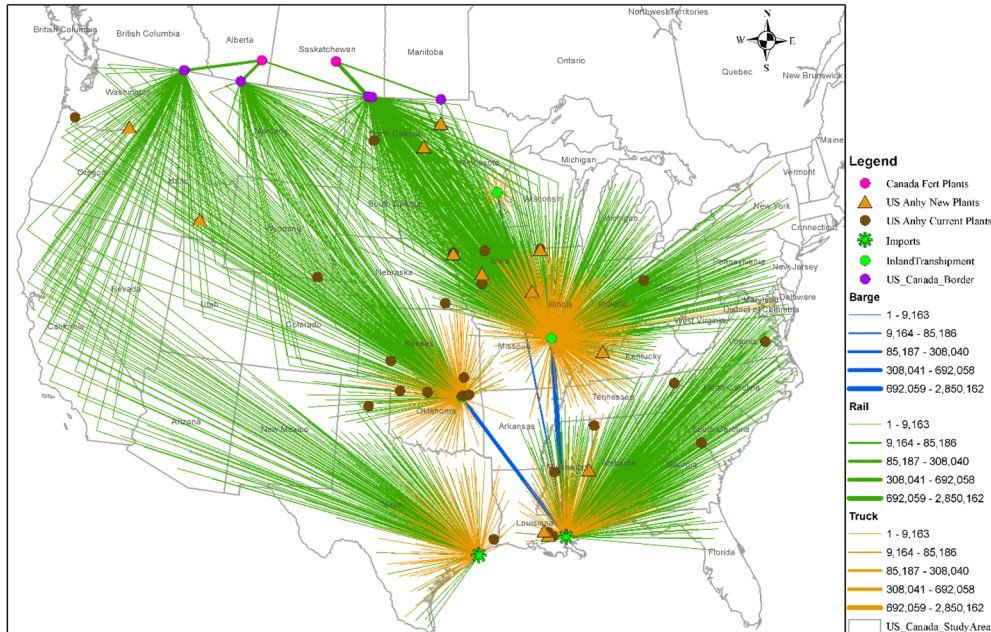 Northwest Territories
British Columbia
British Columbia
Alberta
Saskatchewan
Manitoba
Ontario
Quebec
New Brunswick
N
W
E
S
Washington
Montana
North Dakota
Minnesota
Michigan
Maine
Vermont
Oregon
Idaho
South Dakota
Wisconsin
Michigan
New York
Connecticut
Wyoming
Nebraska
Iowa
Pennsylvania
New Jersey
Nevada
Utah
Illinois
Indiana
Ohio
Maryland
Delaware
District of Columbia
California
Colorado
Kansas
Missouri
West Virginia
Kentucky
Virginia
Arizona
New Mexico
Oklahoma
Arkansas
Tennessee
North Carolina
South Carolina
Mississippi
Alabama
Georgia
Texas
Louisiana
Florida
Legend
Canada Fert Plants
US Anhy New Plants
US Anhy Current Plants
Imports
InlandTranshipment
US_Canada_Border
Barge
1 - 9,163
9,164 - 85,186
85,187 - 308,040
308,041 - 692,058
692,059 - 2,850,162
Rail
1 - 9,163
9,164 - 85,186
85,187 - 308,040
308,041 - 692,058
692,059 - 2,850,162
Truck
1 - 9,163
9,164 - 85,186
85,187 - 308,040
308,041 - 692,058
692,059 - 2,850,162
US_Canada_StudyArea